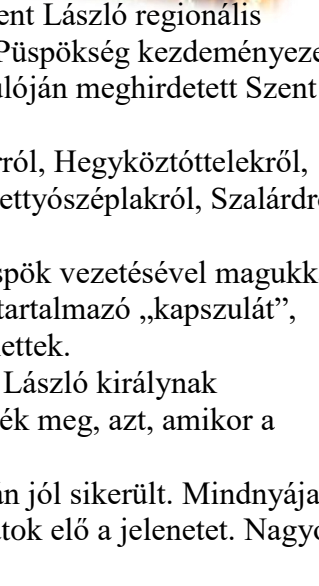 ent László regionális
Püspökség kezdeményeze
lóján meghirdetett Szent
ról, Hegyköztóttelekről,
ettyószéplakról, Szalárdr
spök vezetésével magukk
tartalmazó „kapszulát”,
ettek.
László királynak
ék meg, azt, amikor a
án jól sikerült. Mindnyája
tok elő a jelenetet. Nagyo